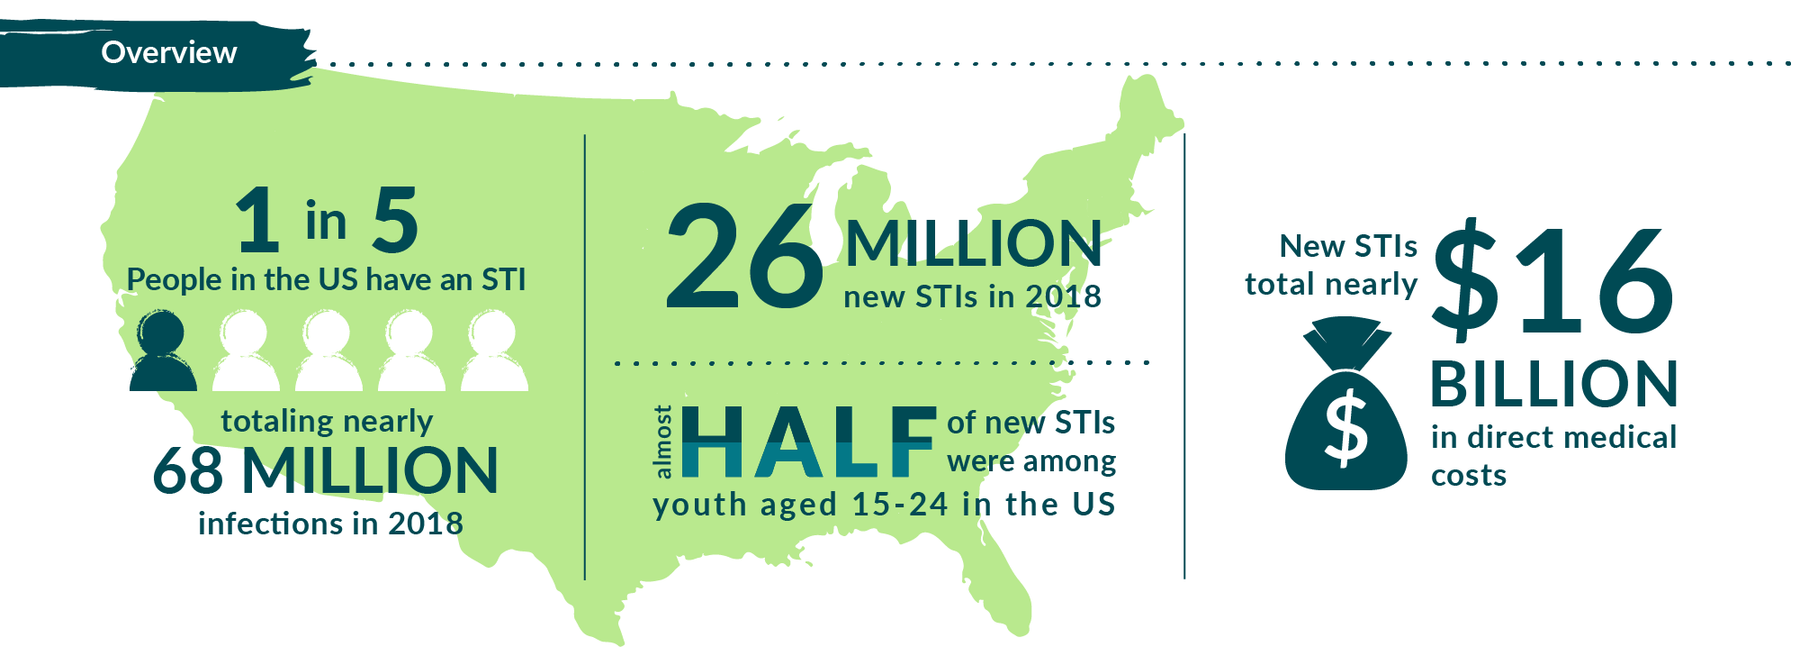 Overview
1 in 5
People in the US have an STI
totaling nearly
68 MILLION
infections in 2018
26 MILLION
new STIs in 2018
almost HALF of new STIs
were among
youth aged 15-24 in the US
New STIs
total nearly
$16
BILLION
in direct medical
costs
$